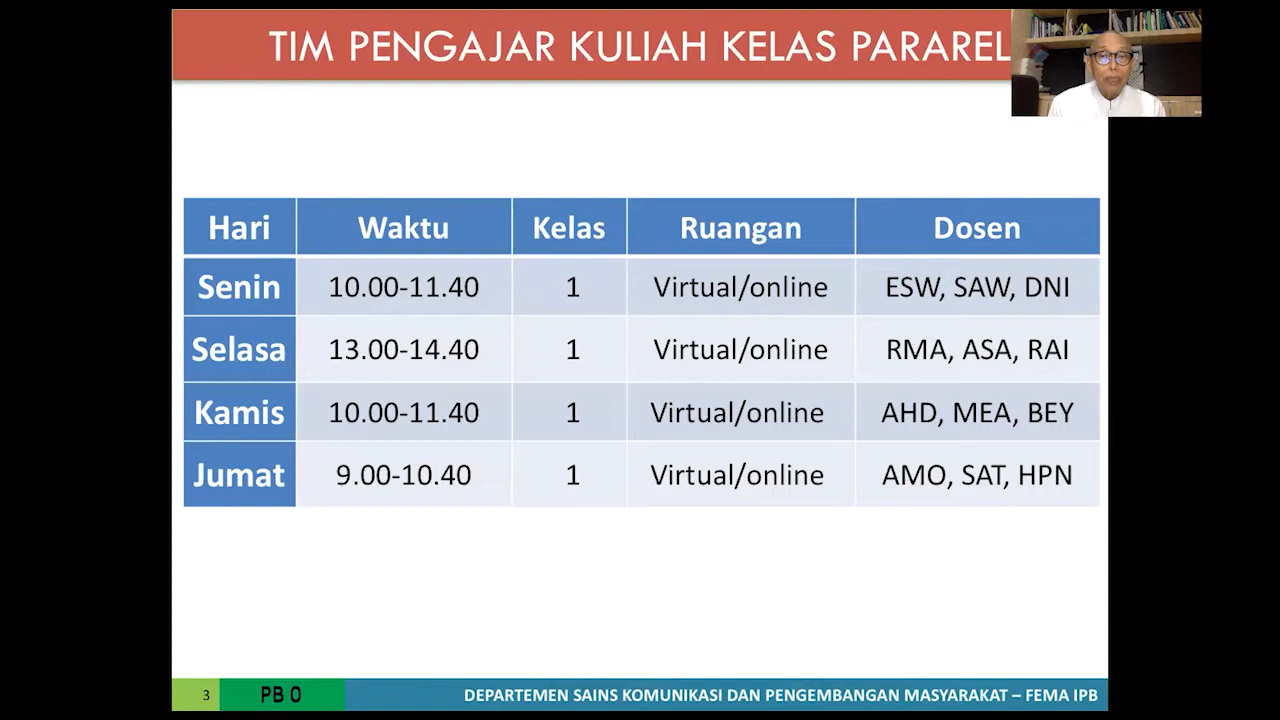 TIM PENGAJAR KULIAH KELAS PARAREL
Hari Waktu Kelas Ruangan Dosen
Senin 10.00-11.40 1 Virtual/online ESW, SAW, DNI
Selasa 13.00-14.40 1 Virtual/online RMA, ASA, RAI
Kamis 10.00-11.40 1 Virtual/online AHD, MEA, BEY
Jumat 9.00-10.40 1 Virtual/online AMO, SAT, HPN
3 PB 0 DEPARTEMEN SAINS KOMUNIKASI DAN PENGEMBANGAN MASYARAKAT – FEMA IPB